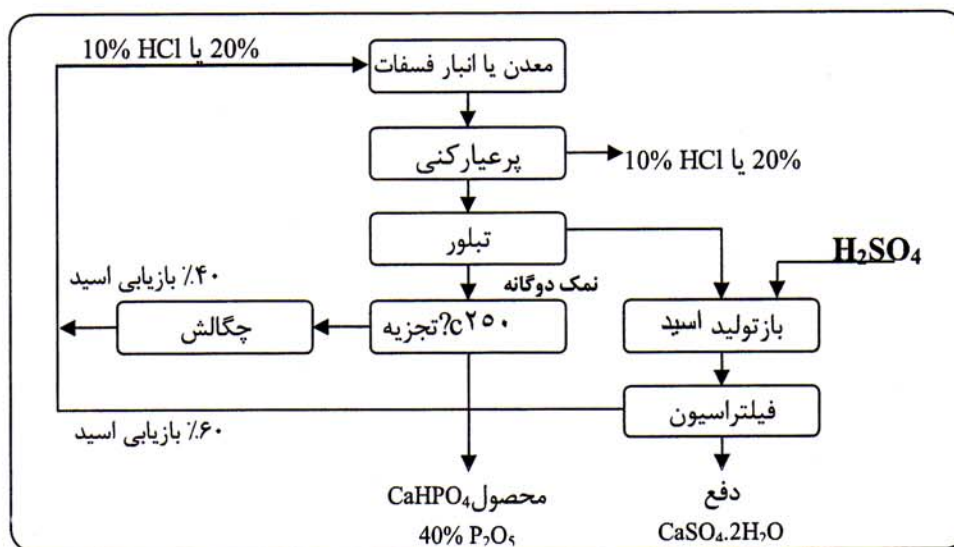 10% HCl یا 20%
معدن یا انبار فسفات
پرعیارکنی
10% HCl یا 20%
تبلور
H₂SO₄
نمک دوگانه
۴۰٪ بازیابی اسید
چگالش
تجزیه ?c۲۵۰
بازتولید اسید
فیلتراسیون
۶۰٪ بازیابی اسید
محصول CaHPO₄
40% P₂O₅
دفع
CaSO₄.2H₂O